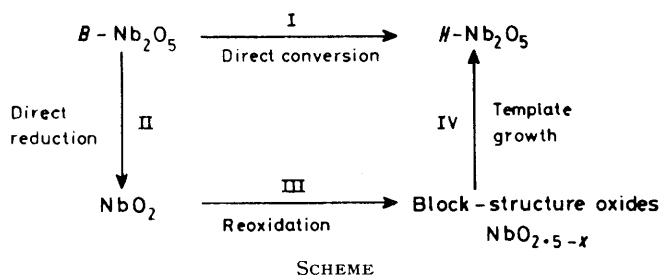 B-Nb₂O₅ I H-Nb₂O₅
Direct conversion
Direct
reduction
II IV Template
growth
NbO₂ III Block-structure oxides
Reoxidation NbO₂.₅₋ₓ
SCHEME